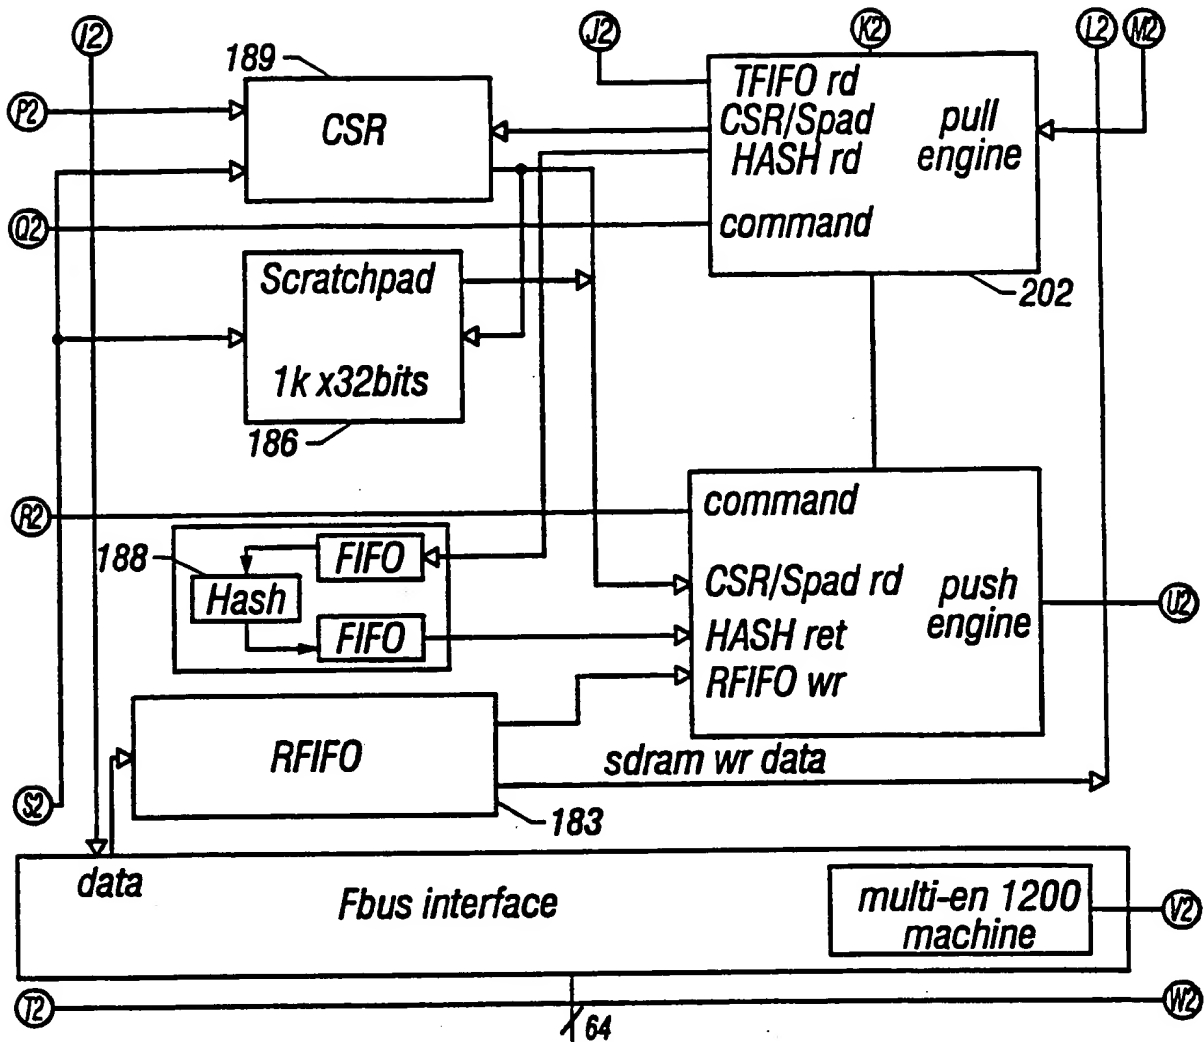 I2
J2
K2
L2
M2
189
P2
CSR
TFIFO rd
CSR/Spad
HASH rd
pull
engine
Q2
command
Scratchpad
1k x32bits
202
186
R2
command
188
FIFO
Hash
FIFO
CSR/Spad rd
HASH ret
RFIFO wr
push
engine
U2
RFIFO
sdram wr data
S2
183
data
Fbus interface
multi-en 1200
machine
V2
T2
W2
64